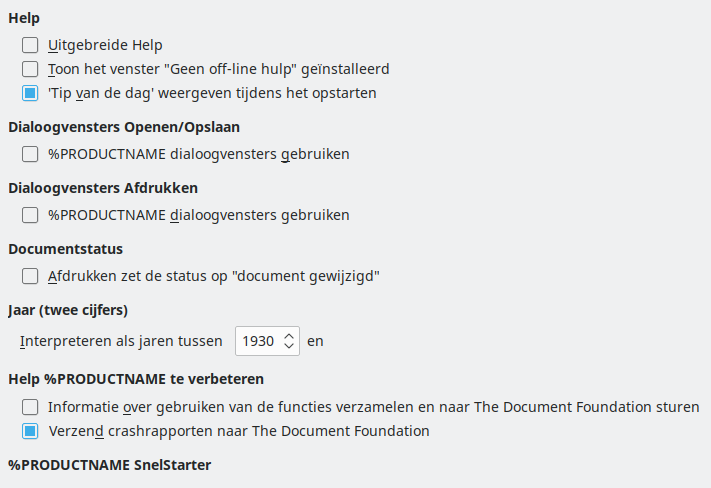 Help
Uitgebreide Help
Toon het venster "Geen off-line hulp" geïnstalleerd
'Tip van de dag' weergeven tijdens het opstarten
Dialoogvensters Openen/Opslaan
%PRODUCTNAME dialoogvensters gebruiken
Dialoogvensters Afdrukken
%PRODUCTNAME dialoogvensters gebruiken
Documentstatus
Afdrukken zet de status op "document gewijzigd"
Jaar (twee cijfers)
Interpreteren als jaren tussen 1930 en
Help %PRODUCTNAME te verbeteren
Informatie over gebruiken van de functies verzamelen en naar The Document Foundation sturen
Verzend crashrapporten naar The Document Foundation
%PRODUCTNAME SnelStarter